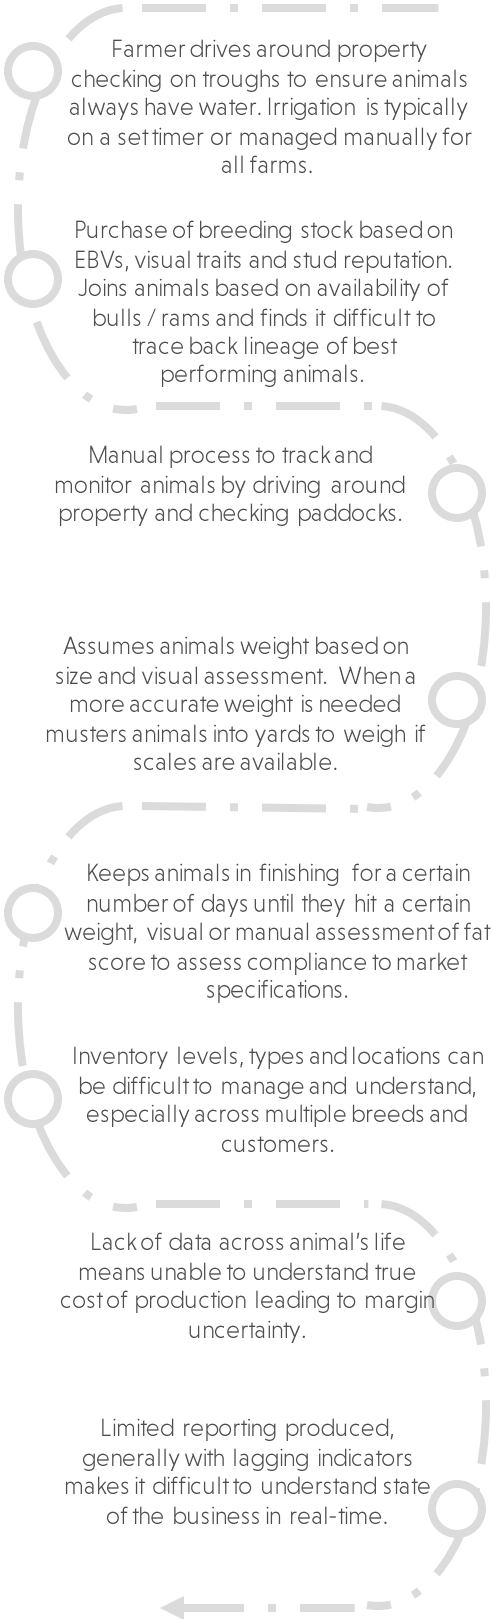 Farmer drives around property
checking on troughs to ensure animals
always have water. Irrigation is typically
on a set timer or managed manually for
all farms.
Purchase of breeding stock based on
EBVs, visual traits and stud reputation.
Joins animals based on availability of
bulls / rams and finds it difficult to
trace back lineage of best
performing animals.
Manual process to track and
monitor animals by driving around
property and checking paddocks.
Assumes animals weight based on
size and visual assessment. When a
more accurate weight is needed
musters animals into yards to weigh if
scales are available.
Keeps animals in finishing for a certain
number of days until they hit a certain
weight, visual or manual assessment of fat
score to assess compliance to market
specifications.
Inventory levels, types and locations can
be difficult to manage and understand,
especially across multiple breeds and
customers.
Lack of data across animal's life
means unable to understand true
cost of production leading to margin
uncertainty.
Limited reporting produced,
generally with lagging indicators
makes it difficult to understand state
of the business in real-time.